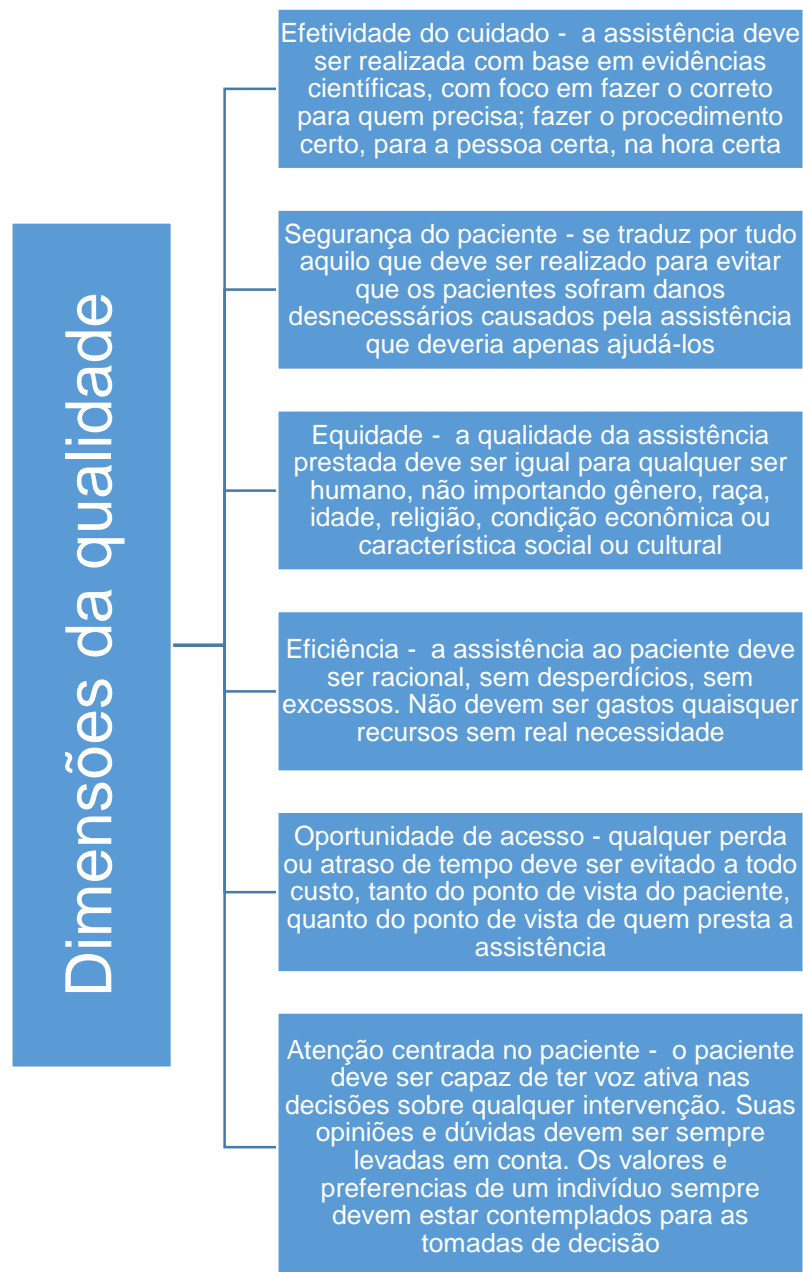 Dimensões da qualidade
Efetividade do cuidado - a assistência deve
ser realizada com base em evidências
científicas, com foco em fazer o correto
para quem precisa; fazer o procedimento
certo, para a pessoa certa, na hora certa
Segurança do paciente - se traduz por tudo
aquilo que deve ser realizado para evitar
que os pacientes sofram danos
desnecessários causados pela assistência
que deveria apenas ajudá-los
Equidade - a qualidade da assistência
prestada deve ser igual para qualquer ser
humano, não importando gênero, raça,
idade, religião, condição econômica ou
característica social ou cultural
Eficiência - a assistência ao paciente deve
ser racional, sem desperdícios, sem
excessos. Não devem ser gastos quaisquer
recursos sem real necessidade
Oportunidade de acesso - qualquer perda
ou atraso de tempo deve ser evitado a todo
custo, tanto do ponto de vista do paciente,
quanto do ponto de vista de quem presta a
assistência
Atenção centrada no paciente - o paciente
deve ser capaz de ter voz ativa nas
decisões sobre qualquer intervenção. Suas
opiniões e dúvidas devem ser sempre
levadas em conta. Os valores e
preferencias de um indivíduo sempre
devem estar contemplados para as
tomadas de decisão